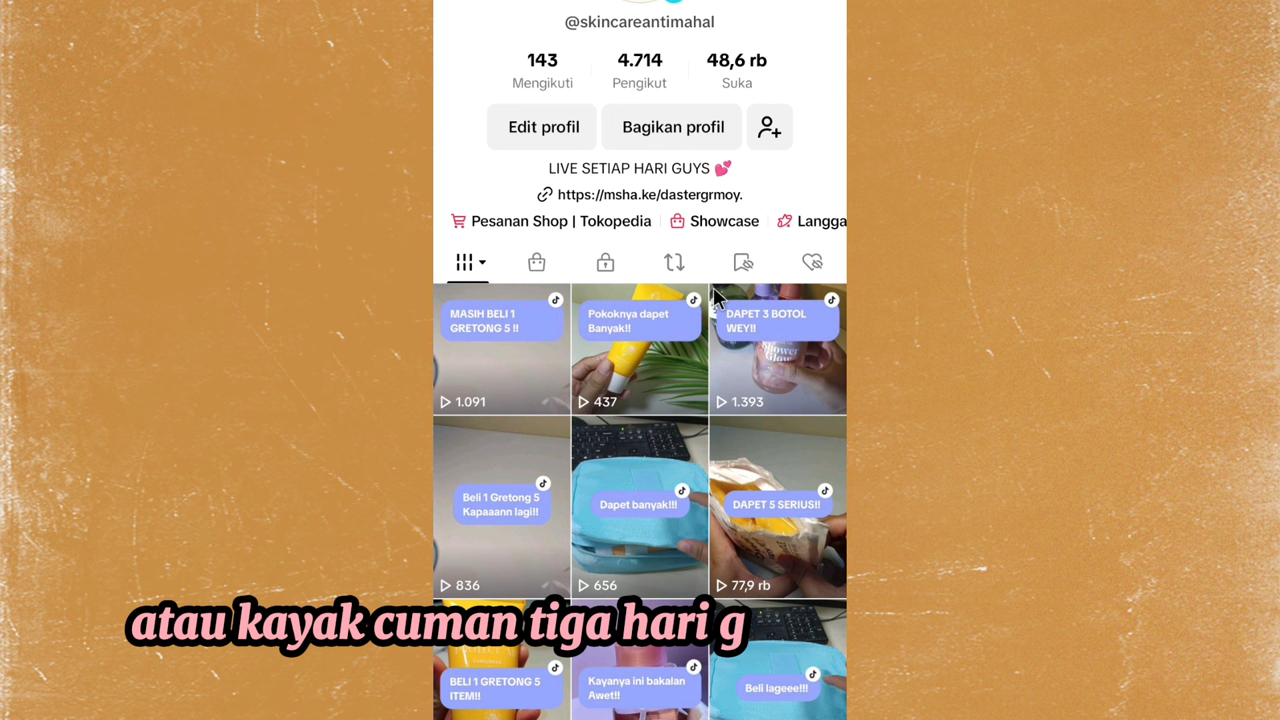 @skincareantimahal
143
4.714
48,6 rb
Mengikuti
Pengikut
Suka
Edit profil
Bagikan profil
LIVE SETIAP HARI GUYS 💕
https://msha.ke/dastergrmoy.
Pesanan Shop | Tokopedia
Showcase
Langga
MASIH BELI 1
GRETONG 5 !!
1.091
Pokoknya dapet
Banyak!!
437
DAPET 3 BOTOL
WEY!!
1.393
Beli 1 Gretong 5
Kapaaann lagi!!
836
Dapet banyak!!!
656
DAPET 5 SERIUS!!
77,9 rb
atau kayak cuman tiga hari g
BELI 1 GRETONG 5
ITEM!!
Kayanya ini bakalan
Awet!!
Beli lageee!!!